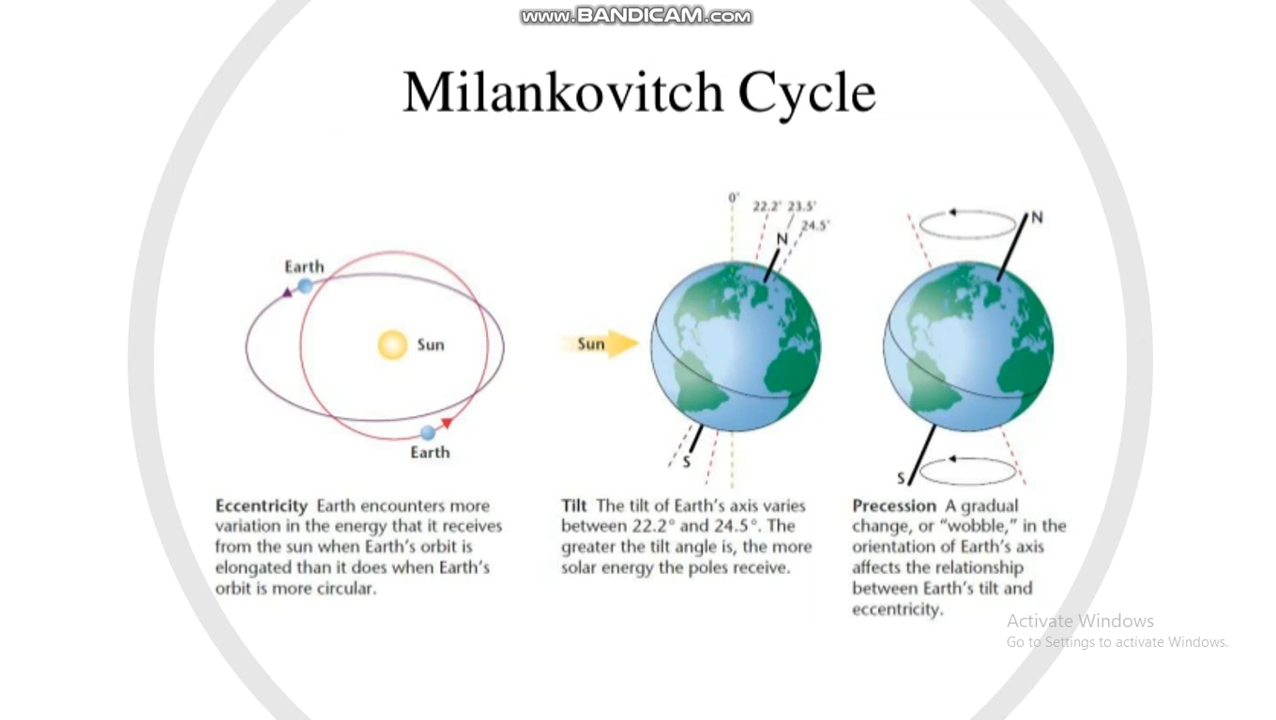 www.BANDICAM.com
Milankovitch Cycle
Earth
Sun
Earth
Eccentricity Earth encounters more
variation in the energy that it receives
from the sun when Earth's orbit is
elongated than it does when Earth's
orbit is more circular.
0°
22.2° 23.5°
24.5°
N
Sun
S
Tilt The tilt of Earth's axis varies
between 22.2° and 24.5°. The
greater the tilt angle is, the more
solar energy the poles receive.
N
S
Precession A gradual
change, or “wobble,” in the
orientation of Earth's axis
affects the relationship
between Earth's tilt and
eccentricity.
Activate Windows
Go to Settings to activate Windows.